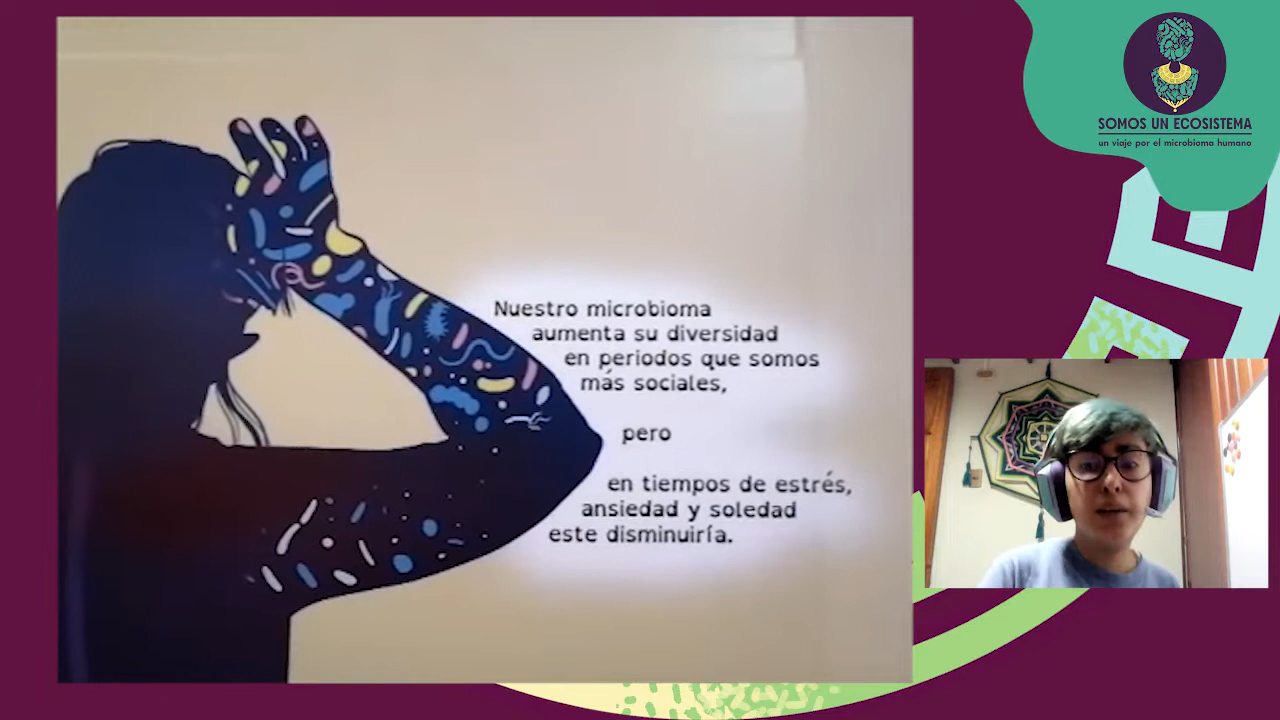 SOMOS UN ECOSISTEMA
un viaje por el microbioma humano
Nuestro microbioma
aumenta su diversidad
en periodos que somos
más sociales,
pero
en tiempos de estrés,
ansiedad y soledad
este disminuiría.